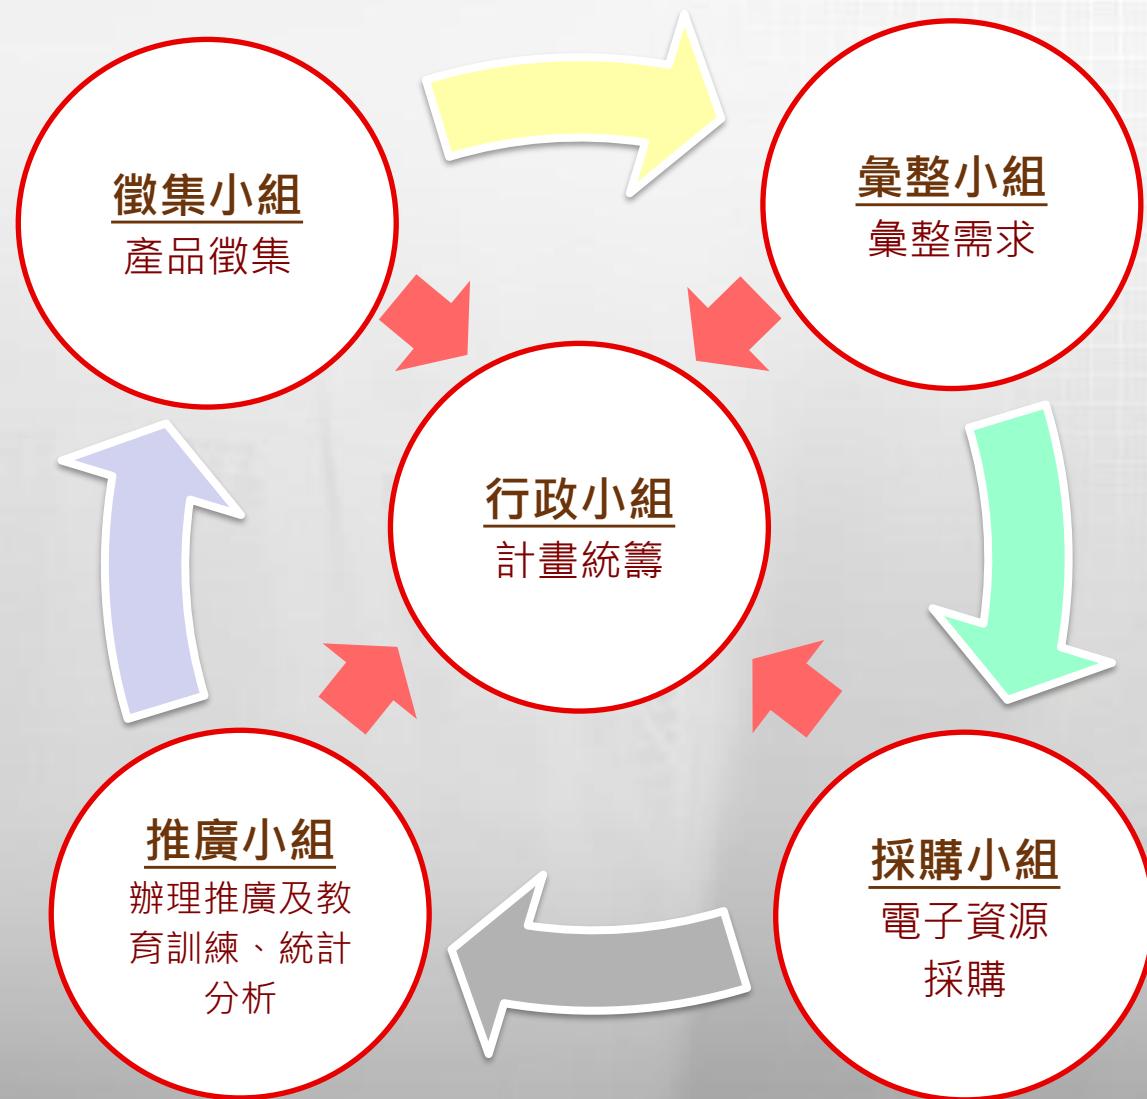 徵集小組
產品徵集
彙整小組
彙整需求
行政小組
計畫統籌
推廣小組
辦理推廣及教
育訓練、統計
分析
採購小組
電子資源
採購